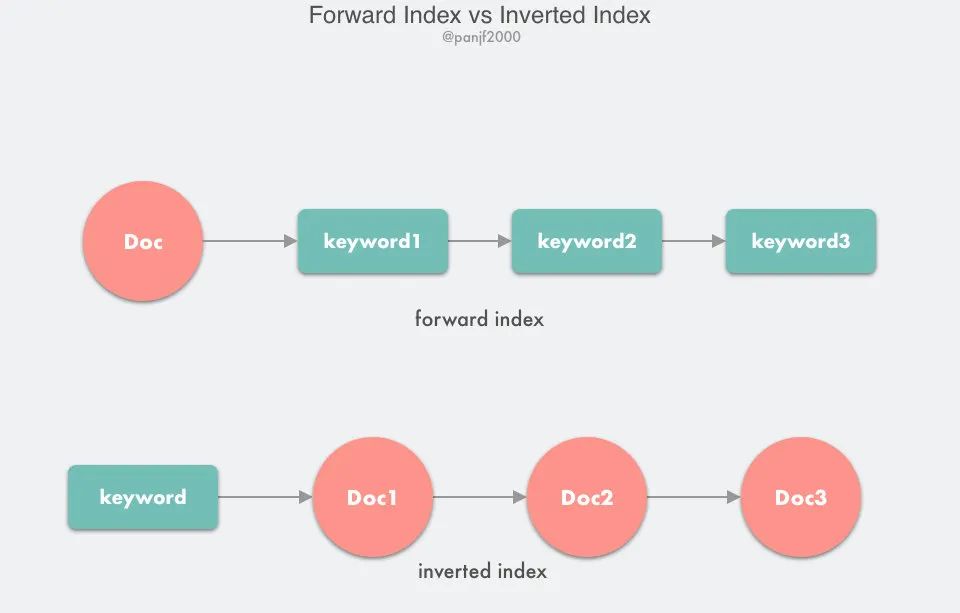 Forward Index vs Inverted Index
@panjf2000
Doc
keyword1
keyword2
keyword3
forward index
keyword
Doc1
Doc2
Doc3
inverted index